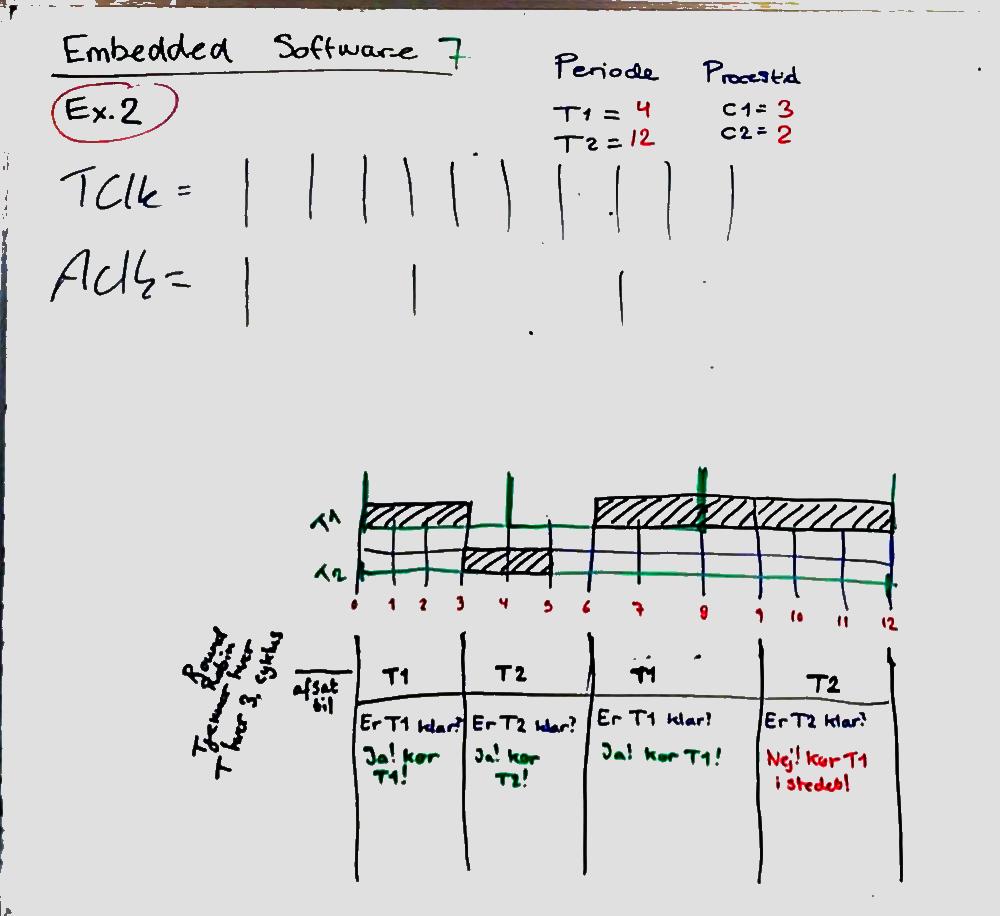 Embedded Software 7
Ex.2
Periode Procestid
T1 = 4 C1= 3
T2 = 12 C2= 2
TClk =
T1
T2
0 1 2 3 4 5 6 7 8 9 10 11 12
Round
Robin
hver
hver 3. cyklus
afsat
til
T1 T2 T1 T2
Er T1 klar? Er T2 klar? Er T1 klar? Er T2 klar?
Ja! kør Ja! kør Ja! kør T1! Nej! Kør T1
T1! T2! i stedet!